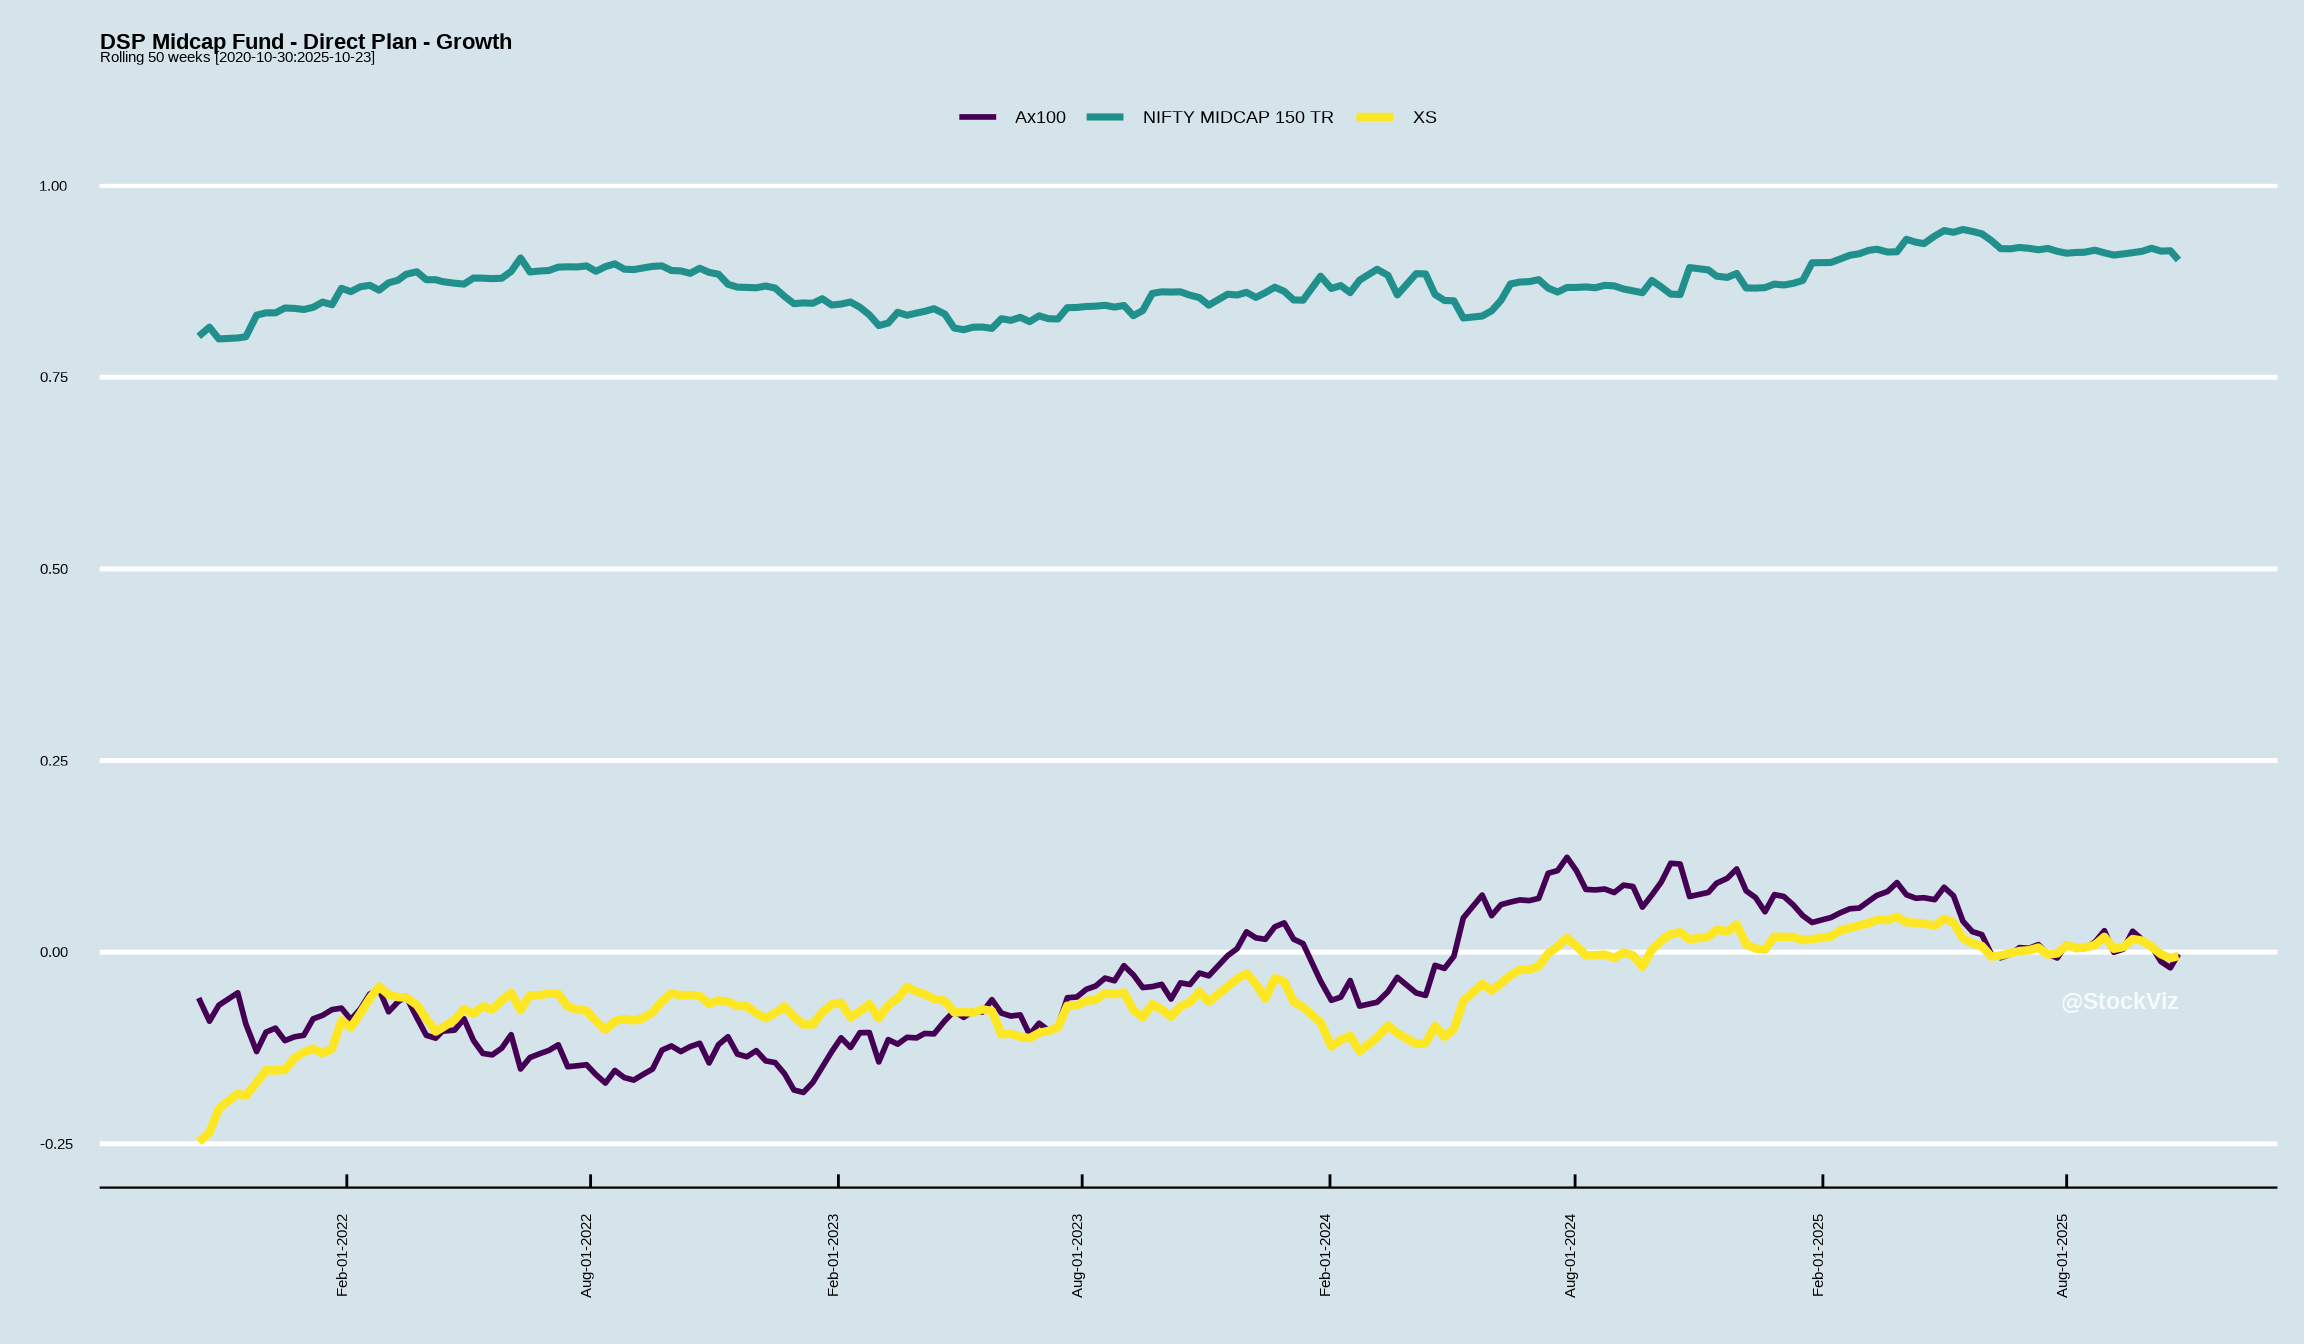 DSP Midcap Fund - Direct Plan - Growth
Rolling 50 weeks [2020-10-30:2025-10-23]
Ax100 NIFTY MIDCAP 150 TR XS
1.00
0.75
0.50
0.25
0.00
-0.25
@StockViz
Feb-01-2022
Aug-01-2022
Feb-01-2023
Aug-01-2023
Feb-01-2024
Aug-01-2024
Feb-01-2025
Aug-01-2025